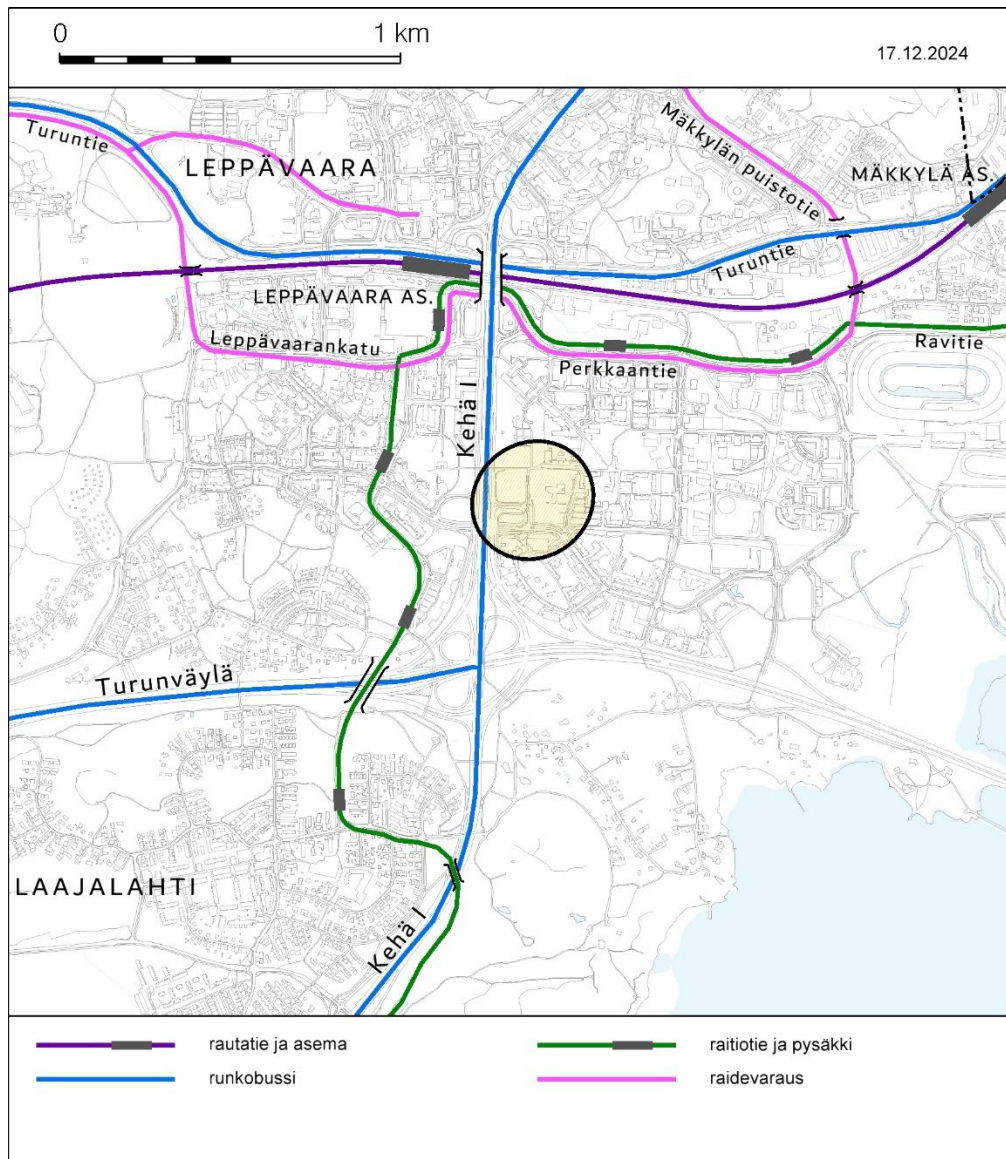 0 1 km
17.12.2024
Turuntie
LEPPÄVAARA
Mäkkylän puistotie
MÄKKYLÄ AS.
Turuntie
LEPPÄVAARA AS.
Leppävaarankatu
Kehä I
Perkkaantie
Ravitie
Turunväylä
LAAJALAHTI
Kehä I
rautatie ja asema
raitiotie ja pysäkki
runkobussi
raidevaraus